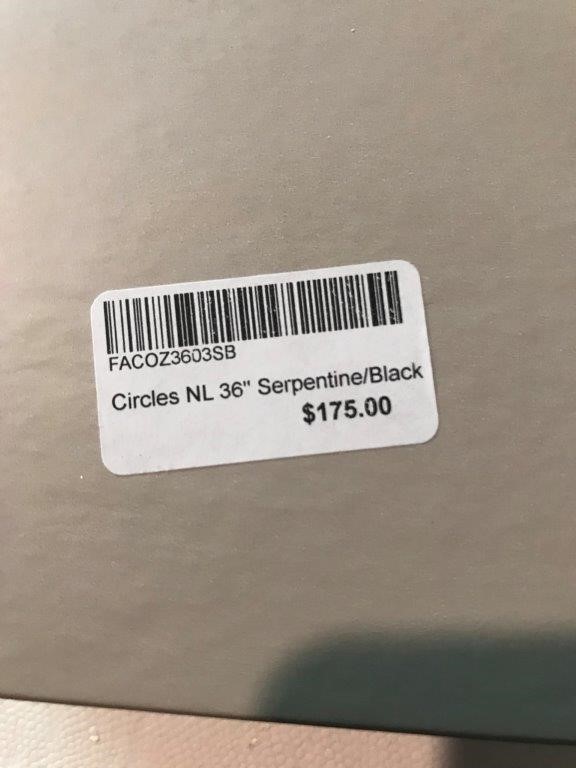 FACOZ3603SB
Circles NL 36" Serpentine/Black
$175.00